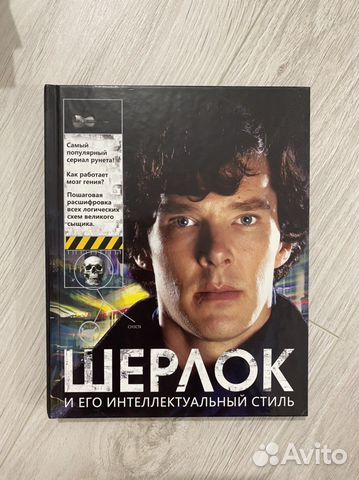 Самый
популярный
сериал рунета!
Как работает
мозг гения?
Пошаговая
расшифровка
всех логических
схем великого
сыщика.
ШЕРЛОК
И ЕГО ИНТЕЛЛЕКТУАЛЬНЫЙ СТИЛЬ
Avito